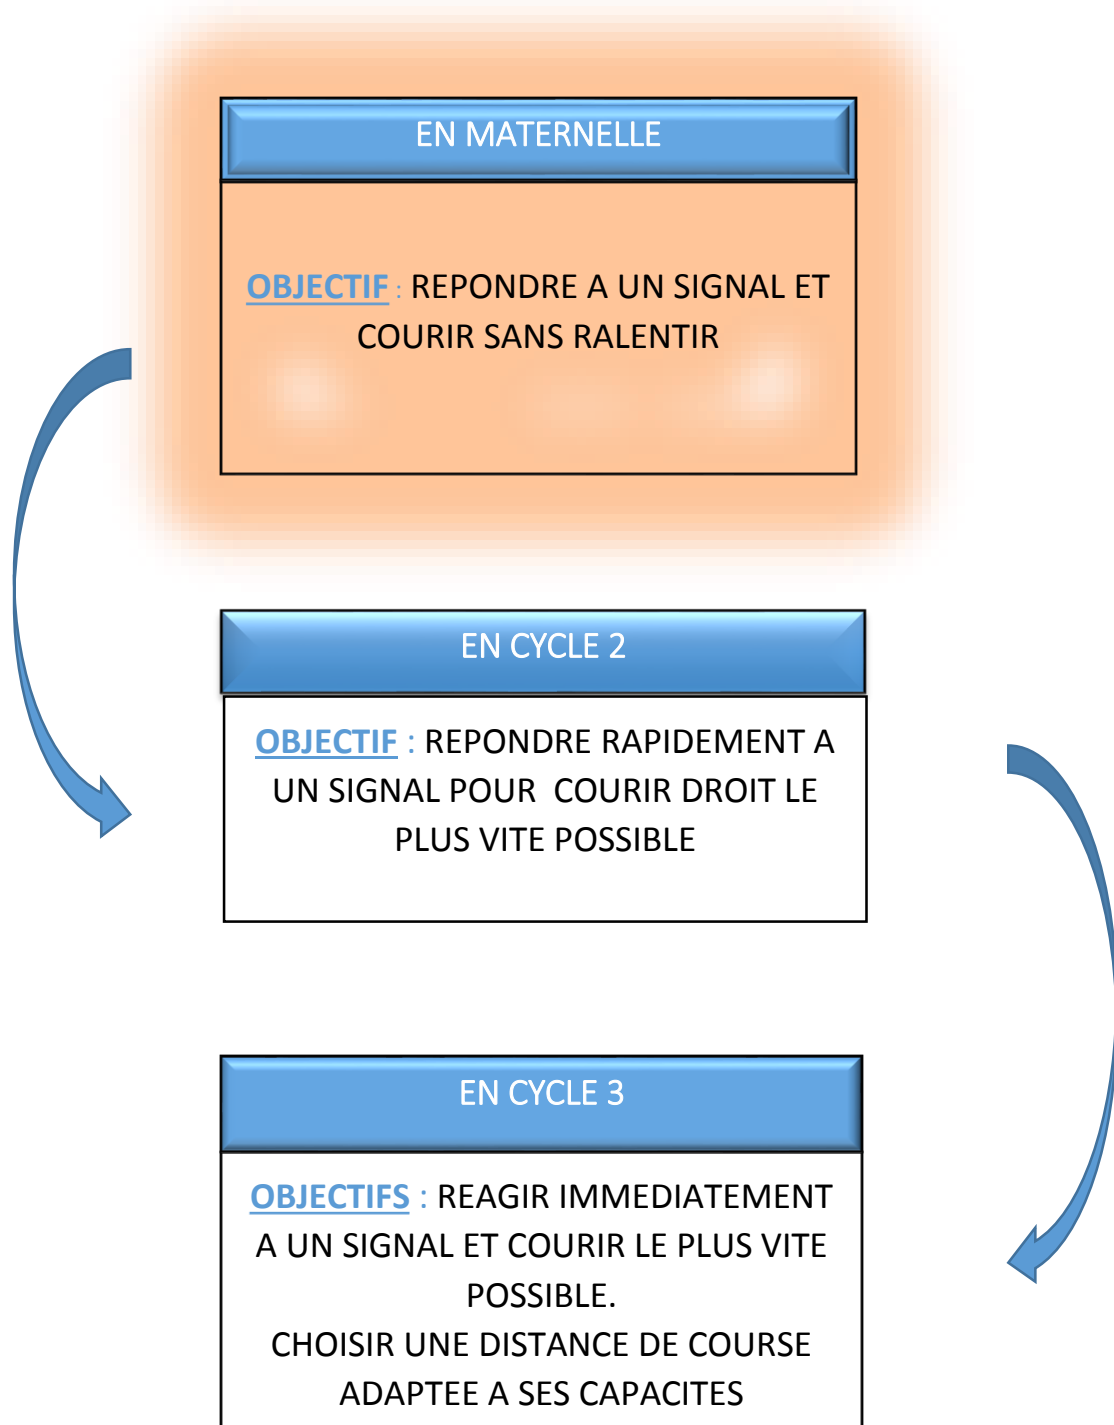 EN MATERNELLE
OBJECTIF : REPONDRE A UN SIGNAL ET
COURIR SANS RALENTIR
EN CYCLE 2
OBJECTIF : REPONDRE RAPIDEMENT A
UN SIGNAL POUR  COURIR DROIT LE
PLUS VITE POSSIBLE
EN CYCLE 3
OBJECTIFS : REAGIR IMMEDIATEMENT
A UN SIGNAL ET COURIR LE PLUS VITE
POSSIBLE.
CHOISIR UNE DISTANCE DE COURSE
ADAPTEE A SES CAPACITES